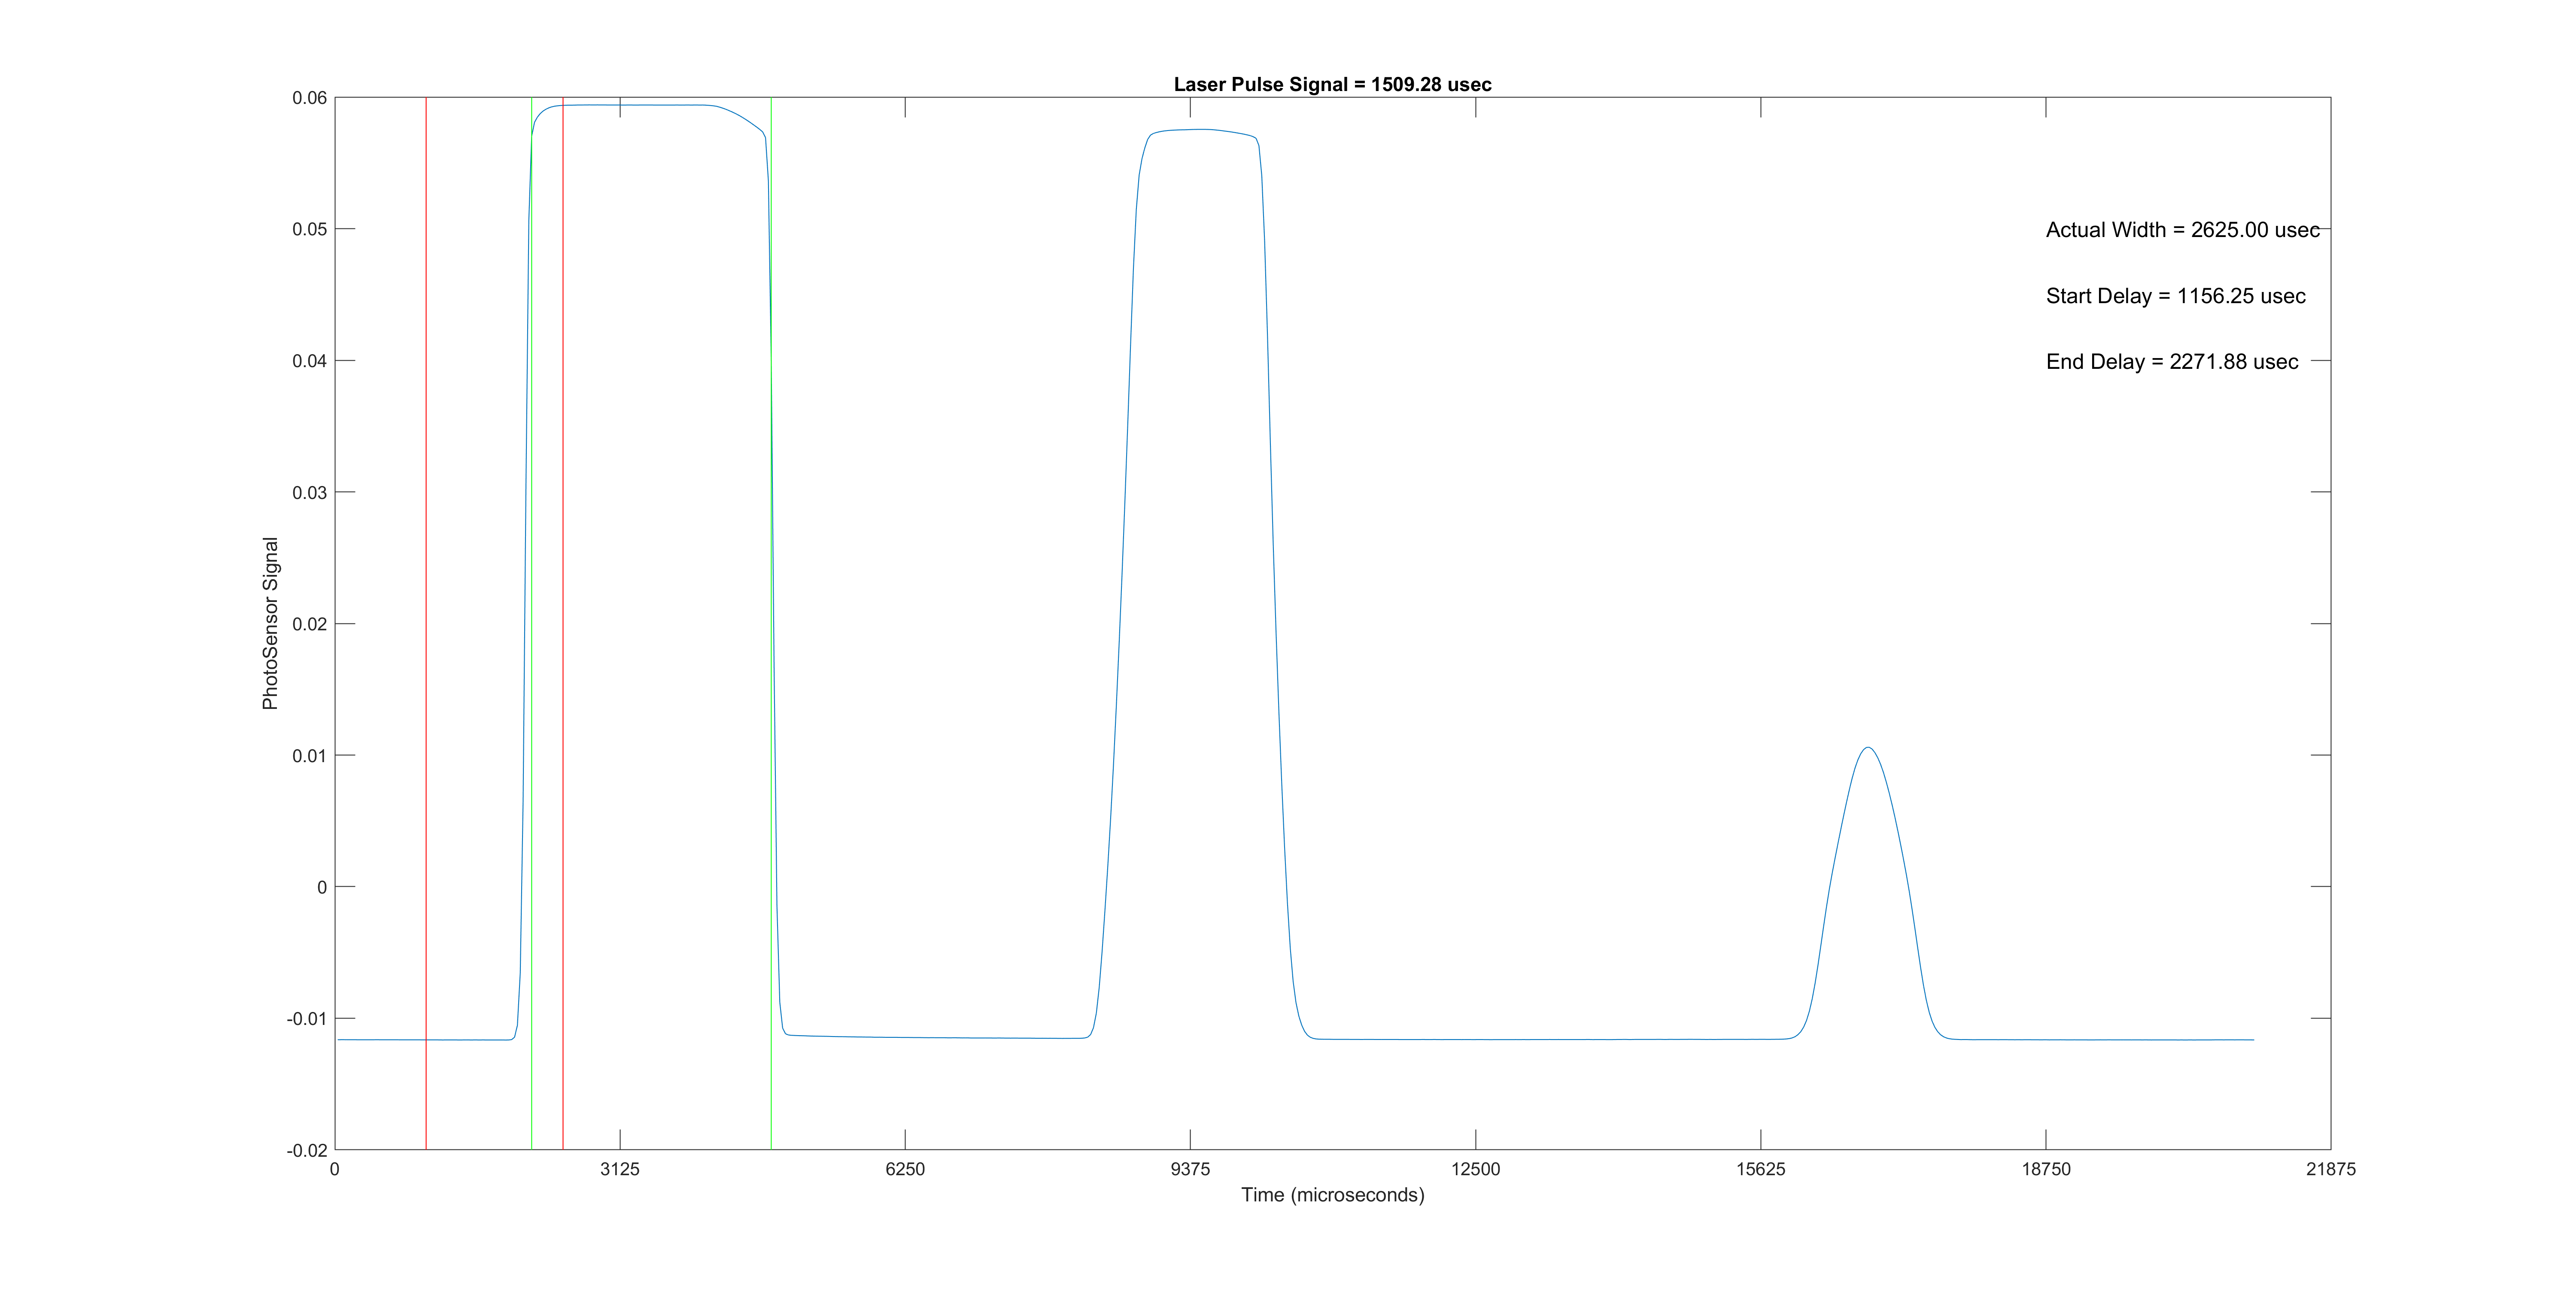 Laser Pulse Signal = 1509.28 usec
0.06
0.05
0.04
0.03
0.02
0.01
0
-0.01
-0.02
PhotoSensor Signal
Actual Width = 2625.00 usec
Start Delay = 1156.25 usec
End Delay = 2271.88 usec
0 3125 6250 9375 12500 15625 18750 21875
Time (microseconds)